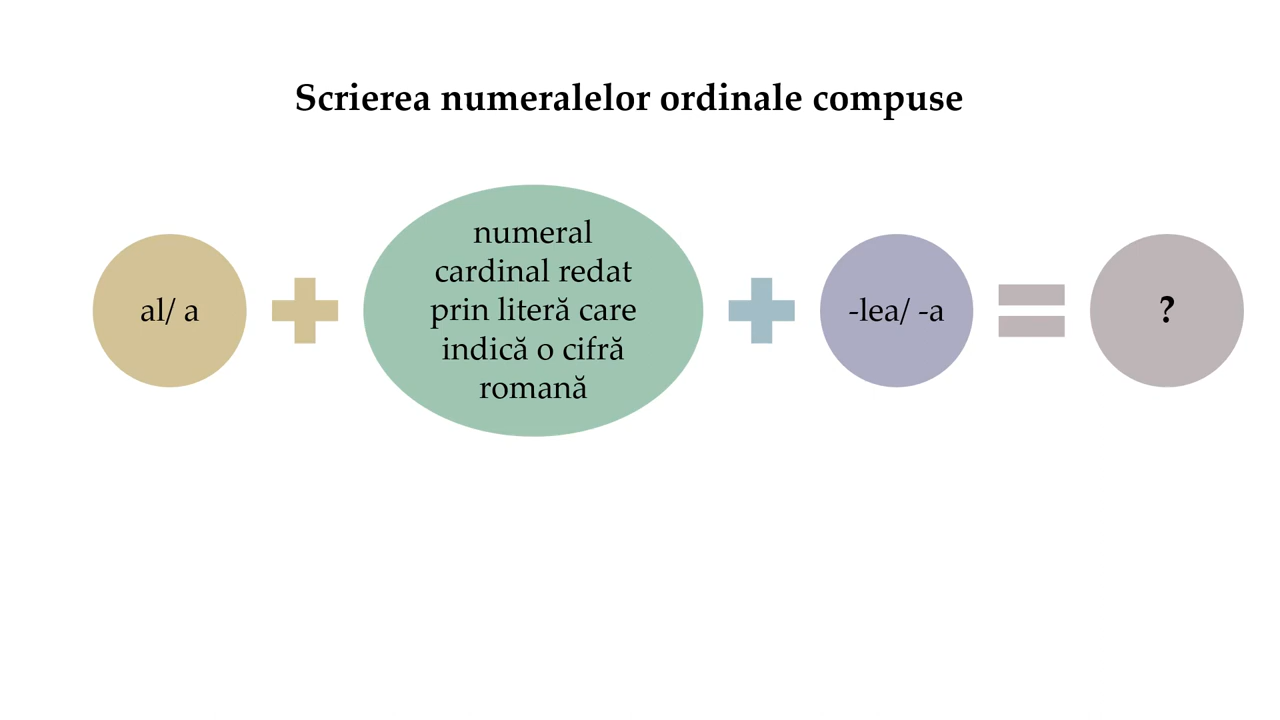 Scrierea numeralelor ordinale compuse
al/ a
numeral
cardinal redat
prin literă care
indică o cifră
romană
-lea/ -a
?